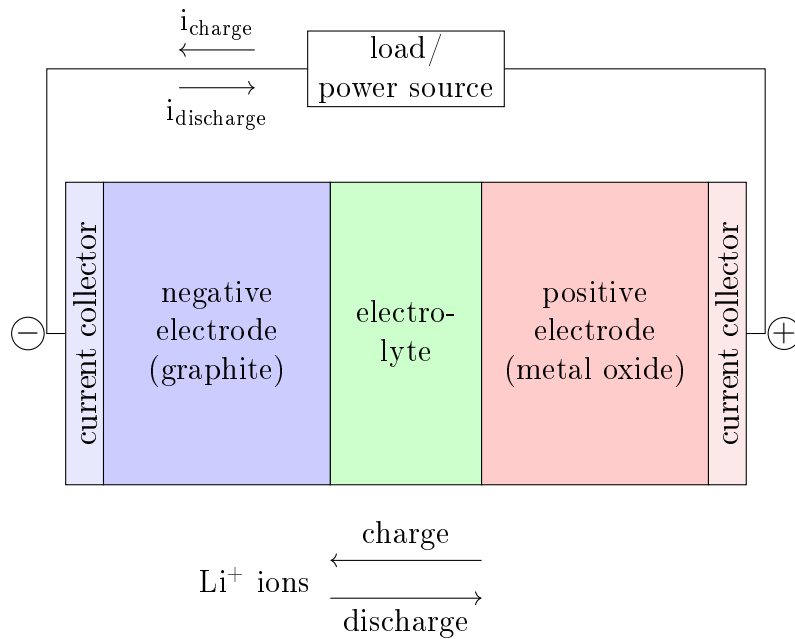 i_charge
load/
power source
i_discharge
current collector
negative
electrode
(graphite)
electro-
lyte
positive
electrode
(metal oxide)
current collector
−
+
charge
Li⁺ ions
discharge